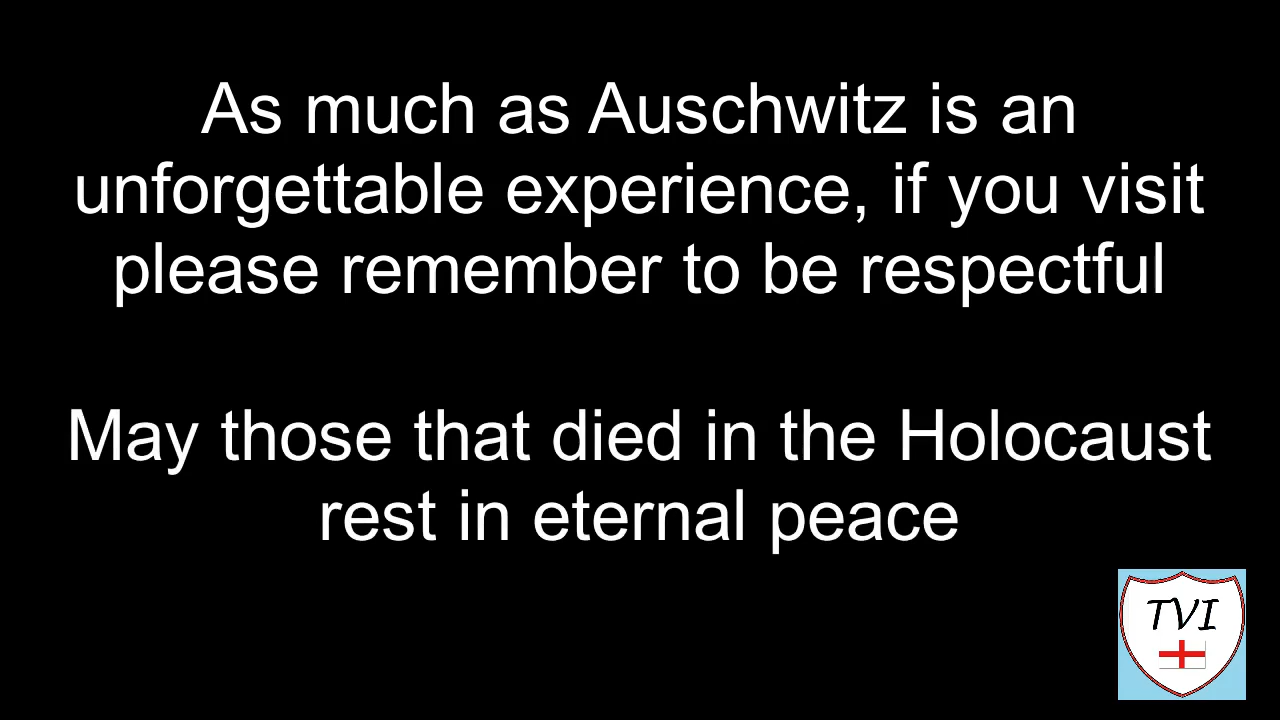 As much as Auschwitz is an
unforgettable experience, if you visit
please remember to be respectful
May those that died in the Holocaust
rest in eternal peace
TVI